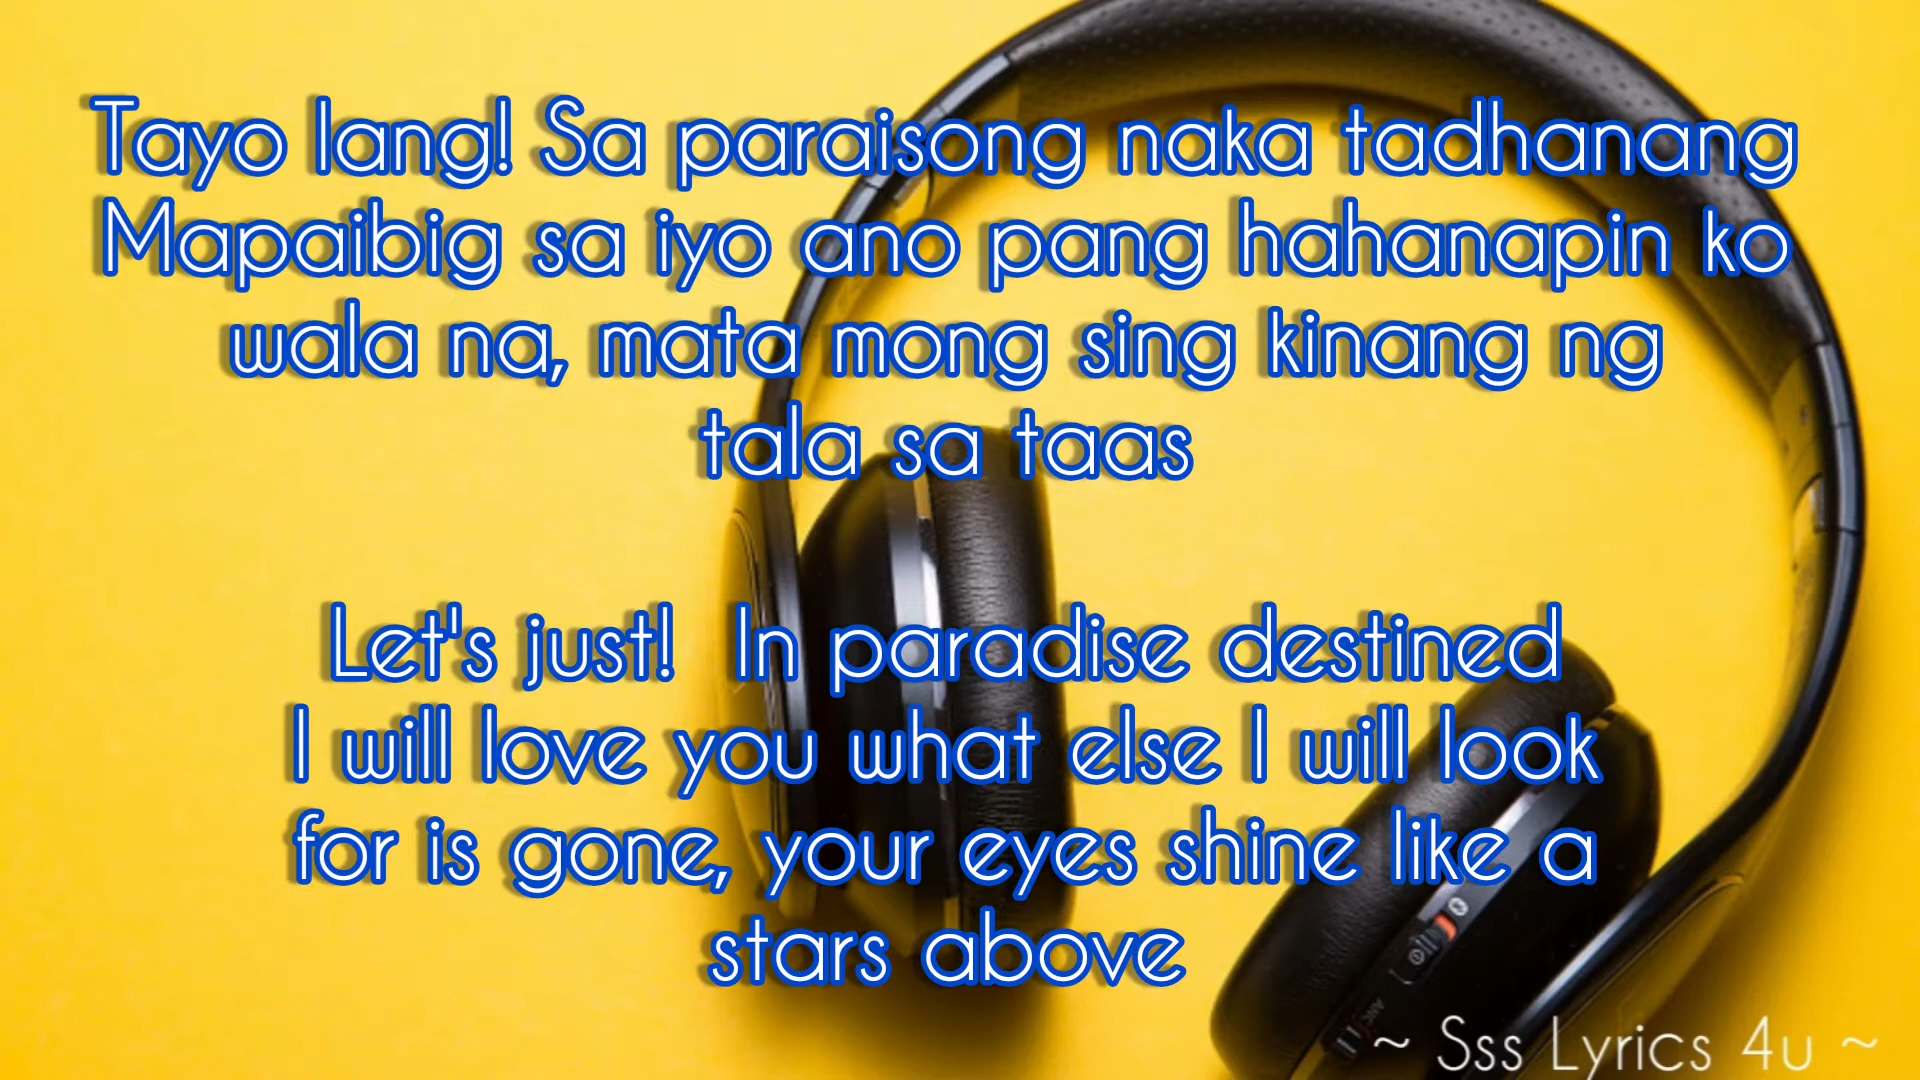 Tayo lang! Sa paraisong naka tadhanang
Mapaibig sa iyo ano pang hahanapin ko
wala na, mata mong sing kinang ng
tala sa taas
Let's just! In paradise destined
I will love you what else I will look
for is gone, your eyes shine like a
stars above
~ Sss Lyrics 4u ~